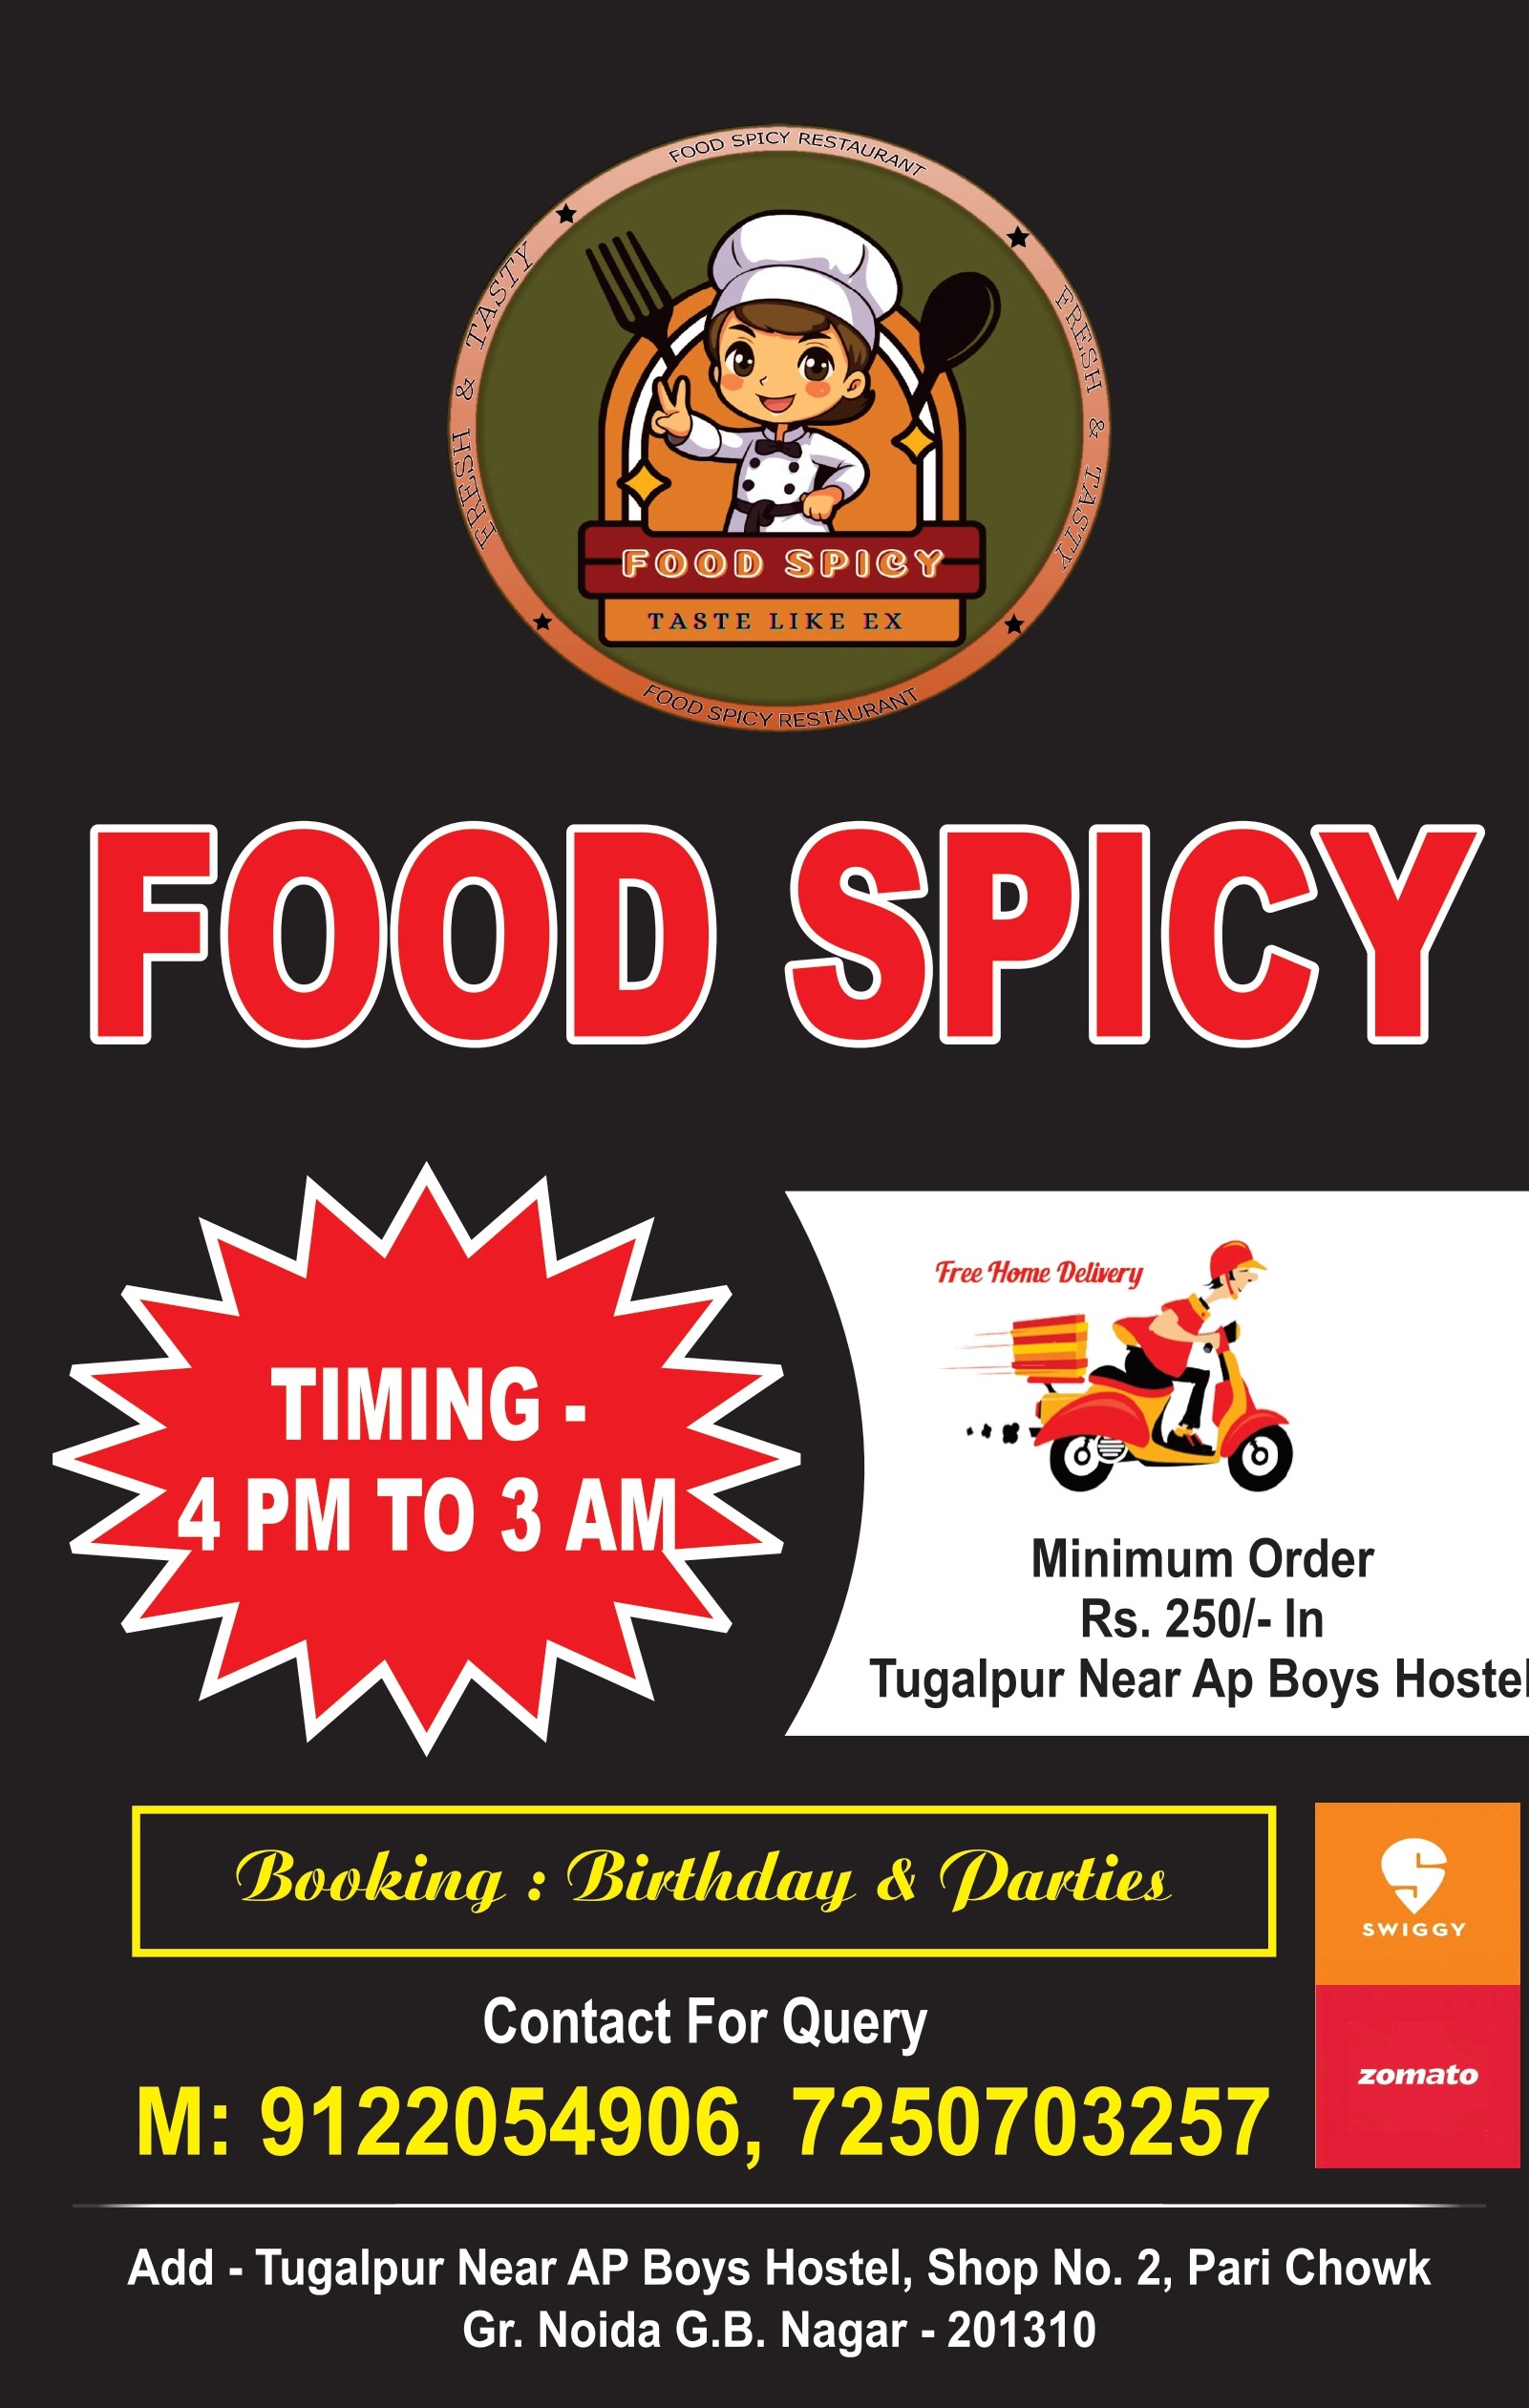 FOOD SPICY RESTAURANT
FRESH & TASTY
FRESH & TASTY
FOOD SPICY
TASTE LIKE EX
FOOD SPICY RESTAURANT
FOOD SPICY
TIMING -
4 PM TO 3 AM
Free Home Delivery
Minimum Order
Rs. 250/- In
Tugalpur Near Ap Boys Hostel
Booking : Birthday & Parties
SWIGGY
Contact For Query
zomato
M: 9122054906, 7250703257
Add - Tugalpur Near AP Boys Hostel, Shop No. 2, Pari Chowk
Gr. Noida G.B. Nagar - 201310